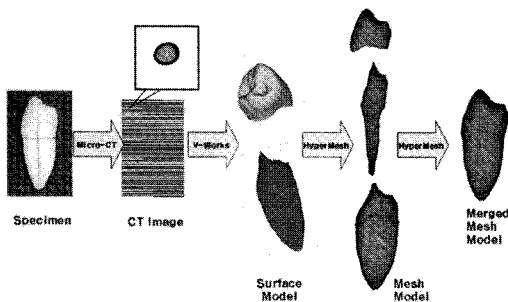 Micro-CT
V-Works
HyperMesh
HyperMesh
Specimen
CT Image
Surface
Model
Mesh
Model
Merged
Mesh
Model